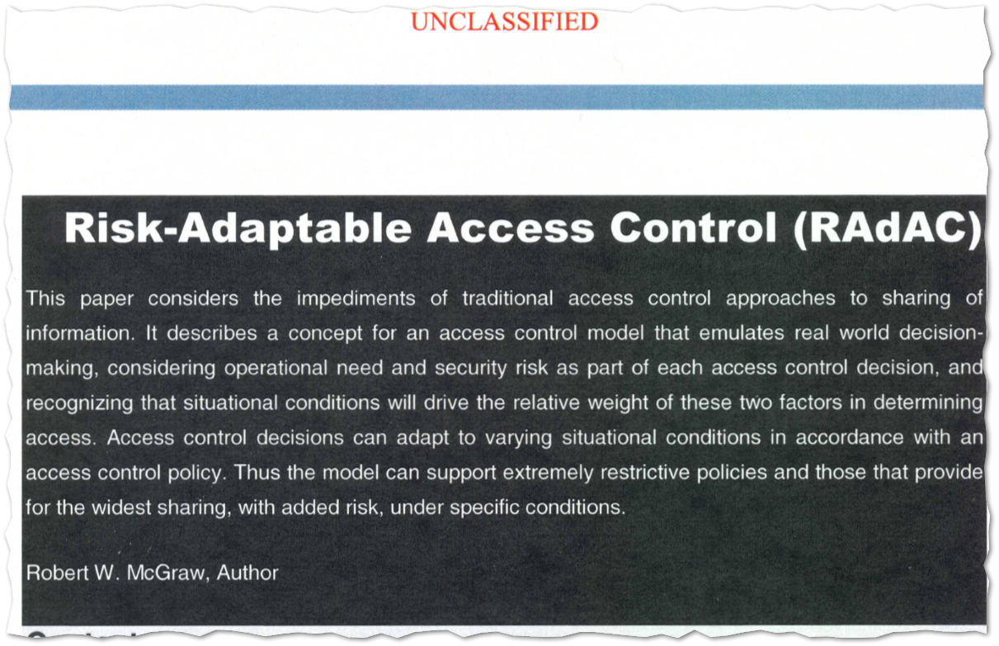 UNCLASSIFIED
Risk-Adaptable Access Control (RAdAC)
This paper considers the impediments of traditional access control approaches to sharing of
information. It describes a concept for an access control model that emulates real world decision-
making, considering operational need and security risk as part of each access control decision, and
recognizing that situational conditions will drive the relative weight of these two factors in determining
access. Access control decisions can adapt to varying situational conditions in accordance with an
access control policy. Thus the model can support extremely restrictive policies and those that provide
for the widest sharing, with added risk, under specific conditions.
Robert W. McGraw, Author